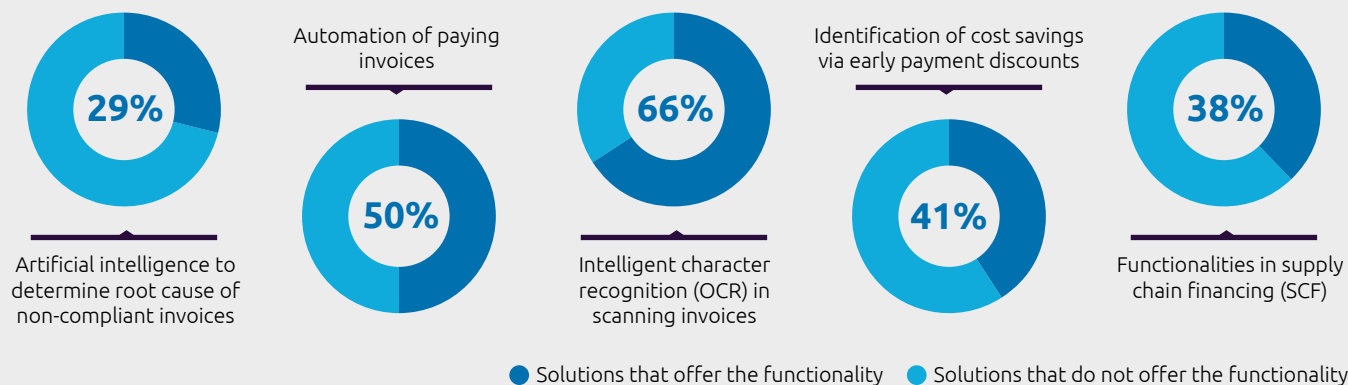 29%
Artificial intelligence to
determine root cause of
non-compliant invoices
Automation of paying
invoices
50%
66%
Intelligent character
recognition (OCR) in
scanning invoices
Identification of cost savings
via early payment discounts
41%
38%
Functionalities in supply
chain financing (SCF)
Solutions that offer the functionality
Solutions that do not offer the functionality